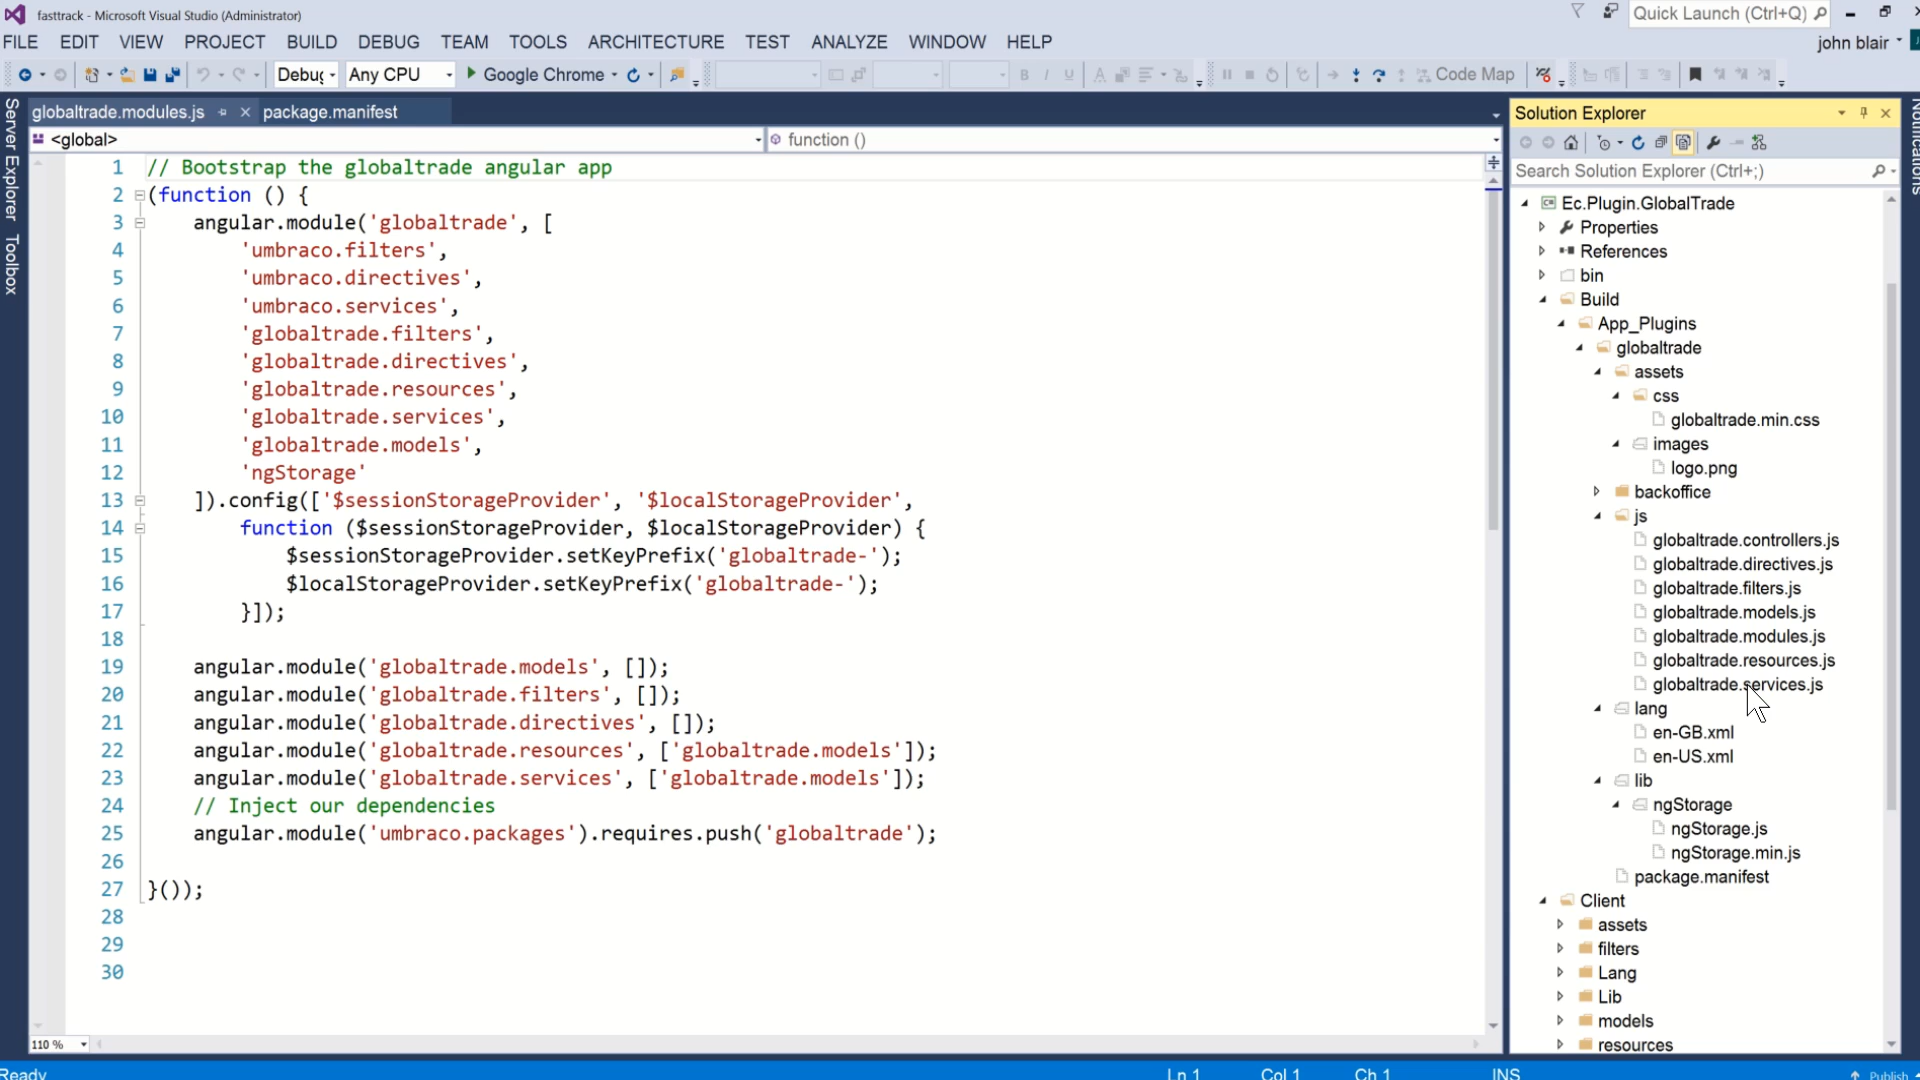 fasttrack - Microsoft Visual Studio (Administrator)
Quick Launch (Ctrl+Q)
FILE EDIT VIEW PROJECT BUILD DEBUG TEAM TOOLS ARCHITECTURE TEST ANALYZE WINDOW HELP
john blair
Debug Any CPU Google Chrome Code Map
Server Explorer
Toolbox
Notifications
globaltrade.modules.js package.manifest
<global> function ()
1 // Bootstrap the globaltrade angular app
2 (function () {
3 angular.module('globaltrade', [
4 'umbraco.filters',
5 'umbraco.directives',
6 'umbraco.services',
7 'globaltrade.filters',
8 'globaltrade.directives',
9 'globaltrade.resources',
10 'globaltrade.services',
11 'globaltrade.models',
12 'ngStorage'
13 ]).config(['$sessionStorageProvider', '$localStorageProvider',
14 function ($sessionStorageProvider, $localStorageProvider) {
15 $sessionStorageProvider.setKeyPrefix('globaltrade-');
16 $localStorageProvider.setKeyPrefix('globaltrade-');
17 }]);
18
19 angular.module('globaltrade.models', []);
20 angular.module('globaltrade.filters', []);
21 angular.module('globaltrade.directives', []);
22 angular.module('globaltrade.resources', ['globaltrade.models']);
23 angular.module('globaltrade.services', ['globaltrade.models']);
24 // Inject our dependencies
25 angular.module('umbraco.packages').requires.push('globaltrade');
26
27 }());
28
29
30
110 %
Solution Explorer
Search Solution Explorer (Ctrl+;)
Ec.Plugin.GlobalTrade
Properties
References
bin
Build
App_Plugins
globaltrade
assets
css
globaltrade.min.css
images
logo.png
backoffice
js
globaltrade.controllers.js
globaltrade.directives.js
globaltrade.filters.js
globaltrade.models.js
globaltrade.modules.js
globaltrade.resources.js
globaltrade.services.js
lang
en-GB.xml
en-US.xml
lib
ngStorage
ngStorage.js
ngStorage.min.js
package.manifest
Client
assets
filters
Lang
Lib
models
resources
Ready Ln 1 Col 1 Ch 1 INS Publish